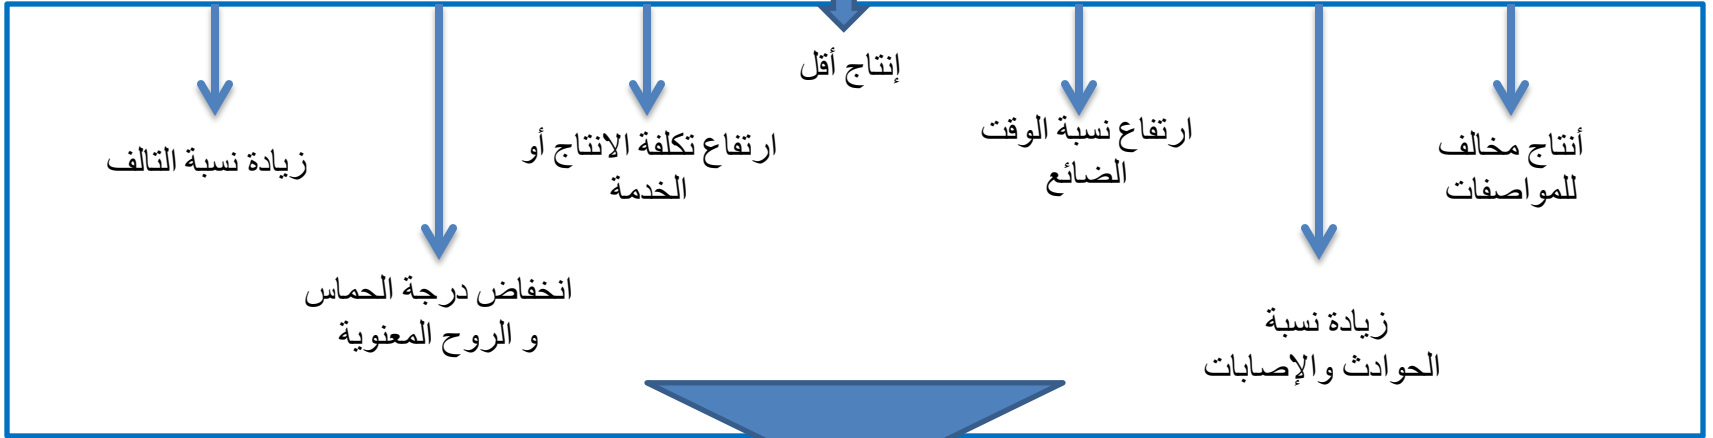 إنتاج أقل
أنتاج مخالف
للمواصفات
ارتفاع نسبة الوقت
الضائع
ارتفاع تكلفة الانتاج أو
الخدمة
زيادة نسبة التالف
زيادة نسبة
الحوادث والإصابات
انخفاض درجة الحماس
و الروح المعنوية